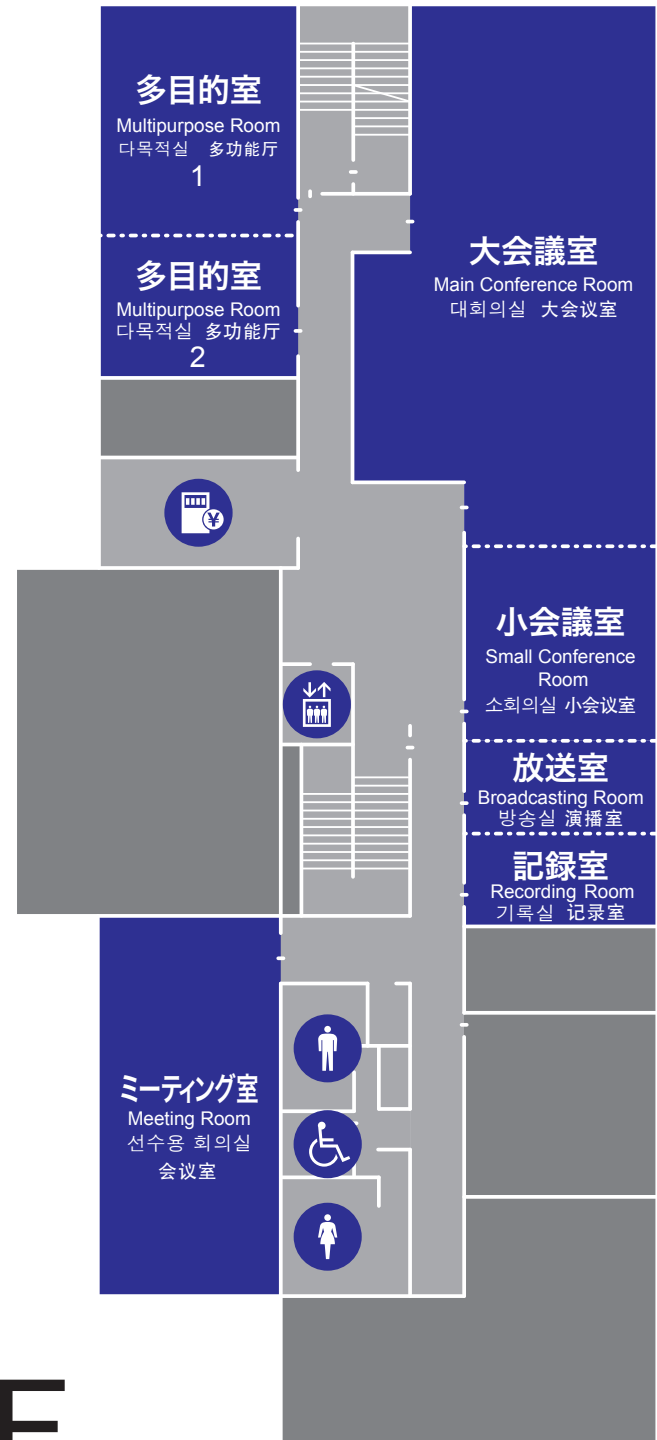 多目的室
Multipurpose Room
다목적실 多功能厅
1
多目的室
Multipurpose Room
다목적실 多功能厅
2
大会議室
Main Conference Room
대회의실 大会议室
¥
小会議室
Small Conference
Room
소회의실 小会议室
放送室
Broadcasting Room
방송실 演播室
記録室
Recording Room
기록실 记录室
ミーティング室
Meeting Room
선수용 회의실
会议室
F